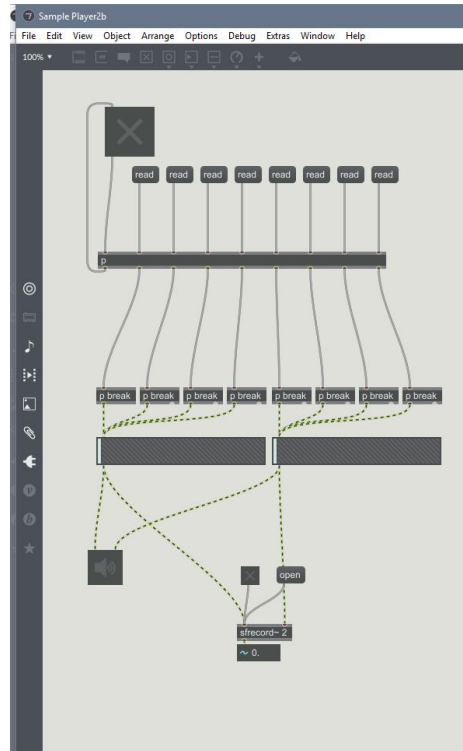 Sample Player2b
File Edit View Object Arrange Options Debug Extras Window Help
100%
read read read read read read read read
p
p break p break p break p break p break p break p break p break
open
sfrecord~ 2
~ 0.